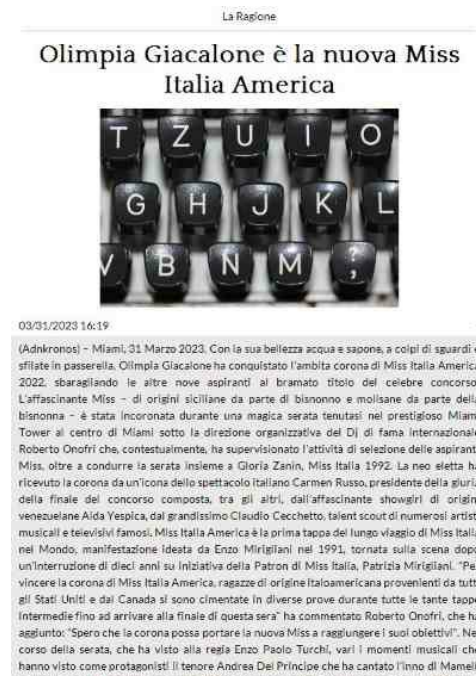 La Ragione
Olimpia Giacalone è la nuova Miss
Italia America
T Z U I O
G H J K L
V B N M ? ;
03/31/2023 16:19
(Adnkronos) – Miami, 31 Marzo 2023. Con la sua bellezza acqua e sapone, a colpi di sguardi e
sfilate in passerella, Olimpia Giacalone ha conquistato l'ambita corona di Miss Italia America
2022, sbaragliando le altre nove aspiranti al bramato titolo del celebre concorso.
L'affascinante Miss – di origini siciliane da parte di bisnonno e molisane da parte della
bisnonna – è stata incoronata durante una magica serata tenutasi nel prestigioso Miami
Tower al centro di Miami sotto la direzione organizzativa del Dj di fama internazionale
Roberto Onofri che, contestualmente, ha supervisionato l'attività di selezione delle aspiranti
Miss, oltre a condurre la serata insieme a Gloria Zanin, Miss Italia 1992. La neo eletta ha
ricevuto la corona da un'icona dello spettacolo italiano Carmen Russo, presidente della giuria
della finale del concorso composta, tra gli altri, dall'affascinante showgirl di origini
venezuelane Aida Yespica, dal grandissimo Claudio Cecchetto, talent scout di numerosi artisti
musicali e televisivi famosi. Miss Italia America è la prima tappa del lungo viaggio di Miss Italia
nel Mondo, manifestazione ideata da Enzo Mirigliani nel 1991, tornata sulla scena dopo
un'interruzione di dieci anni su iniziativa della Patron di Miss Italia, Patrizia Mirigliani. "Per
vincere la corona di Miss Italia America, ragazze di origine italoamericana provenienti da tutti
gli Stati Uniti e dal Canada si sono cimentate in diverse prove durante tutte le tante tappe
intermedie fino ad arrivare alla finale di questa sera" ha commentato Roberto Onofri, che ha
aggiunto: "Spero che la corona possa portare la nuova Miss a raggiungere i suoi obiettivi". Nel
corso della serata, che ha visto alla regia Enzo Paolo Turchi, vari i momenti musicali che
hanno visto come protagonisti il tenore Andrea Del Principe che ha cantato l'inno di Mameli